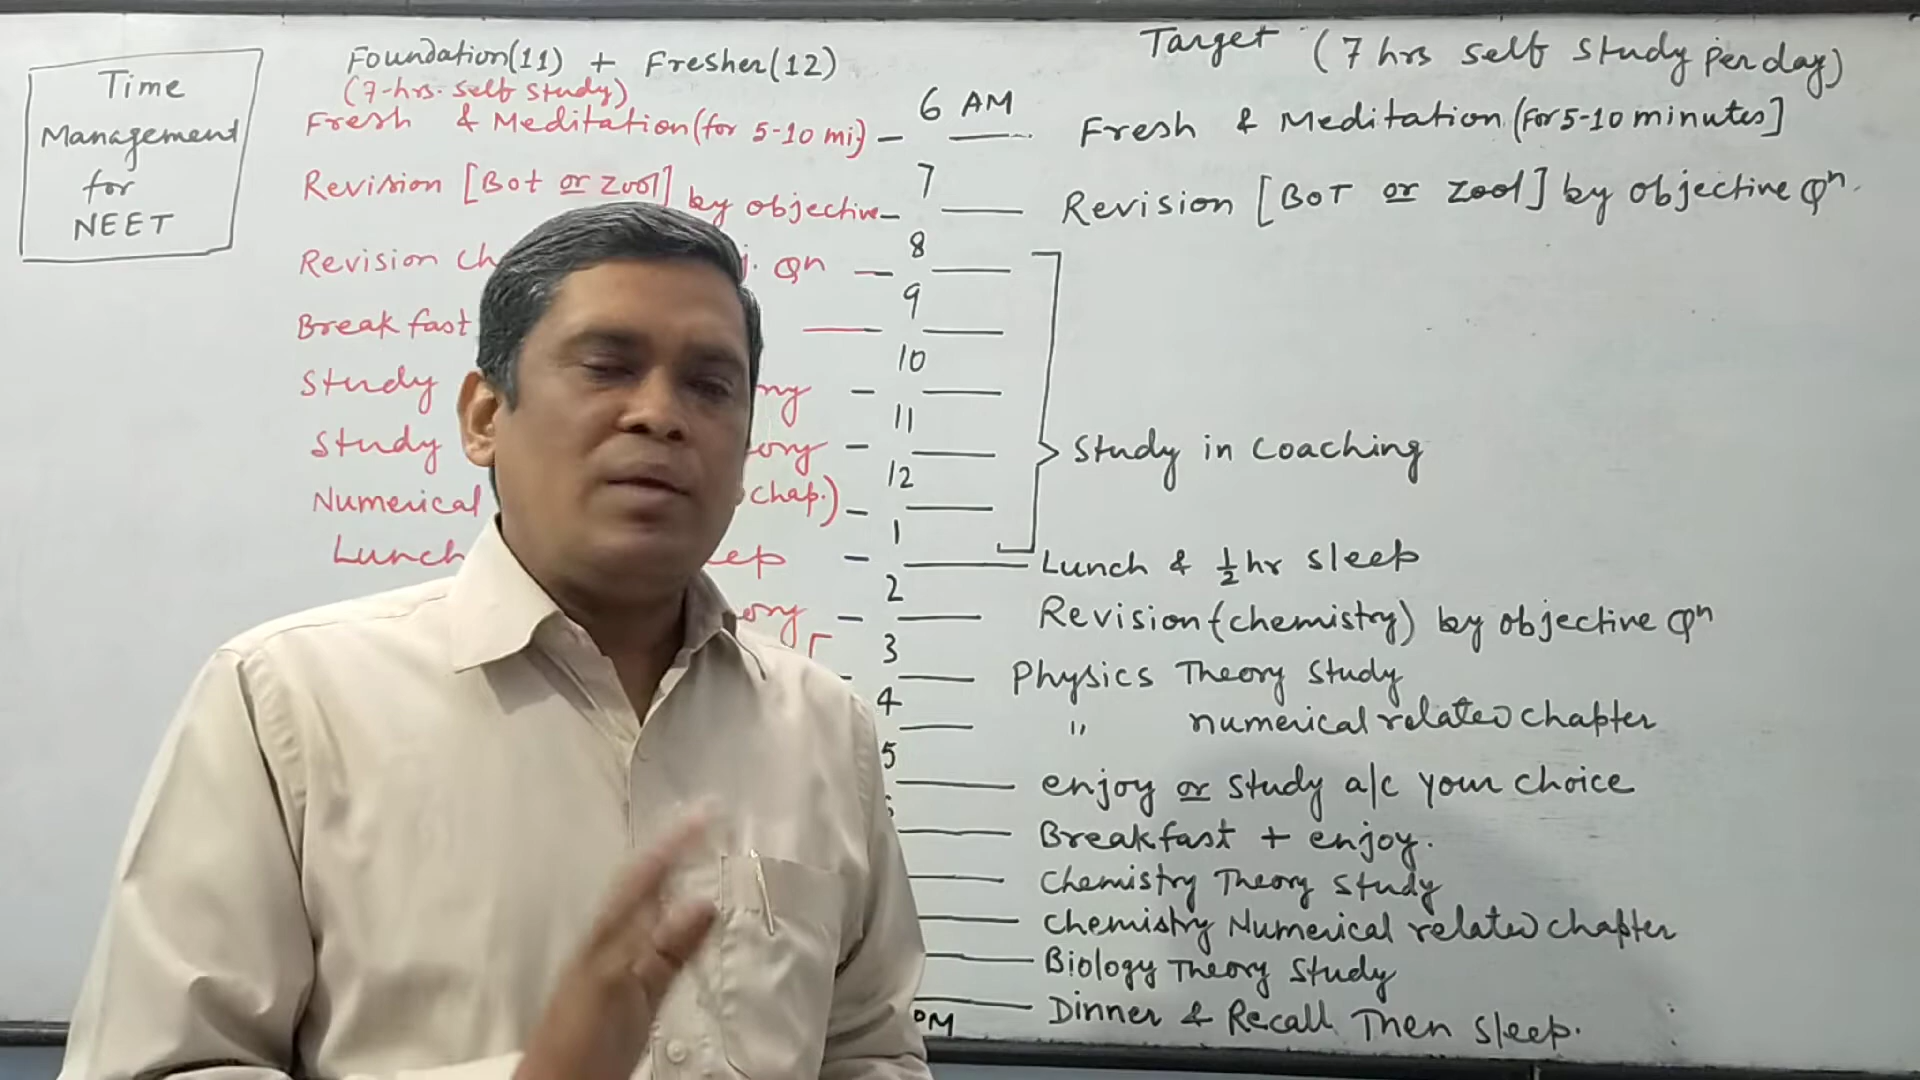 Time
Management
for
NEET
Foundation(11) + Fresher(12)
(7-hrs. self study)
Fresh & Meditation(for 5-10 mi)
Revision [Bot or Zool] by objective
Revision Qn
Breakfast
Study
Study
Numerical chap.)
Lunch
6 AM
7
8
9
10
11
12
1
2
3
4
5
PM
Target (7 hrs self study per day)
Fresh & Meditation (for 5-10 minutes]
Revision [BOT or Zool] by objective Qn.
Study in coaching
Lunch & 1/2 hr sleep
Revision (chemistry) by objective Qn
Physics Theory Study
" numerical related chapter
enjoy or study a/c your choice
Breakfast + enjoy.
Chemistry Theory Study
Chemistry Numerical related chapter
Biology Theory Study
Dinner & Recall Then sleep.